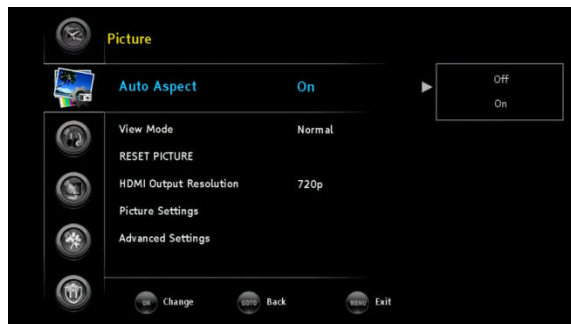 Picture
Auto Aspect On
Off
On
View Mode Normal
RESET PICTURE
HDMI Output Resolution 720p
Picture Settings
Advanced Settings
OK Change GOTO Back MENU Exit